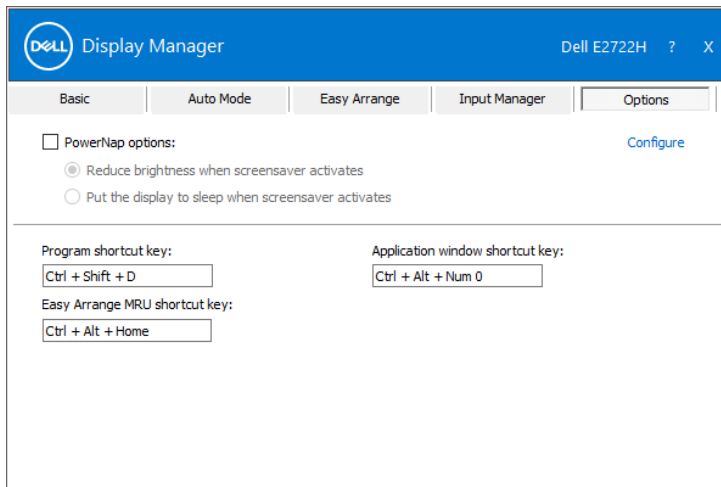 DELL Display Manager Dell E2722H ? X
Basic Auto Mode Easy Arrange Input Manager Options
PowerNap options: Configure
Reduce brightness when screensaver activates
Put the display to sleep when screensaver activates
Program shortcut key: Application window shortcut key:
Ctrl + Shift + D Ctrl + Alt + Num 0
Easy Arrange MRU shortcut key:
Ctrl + Alt + Home